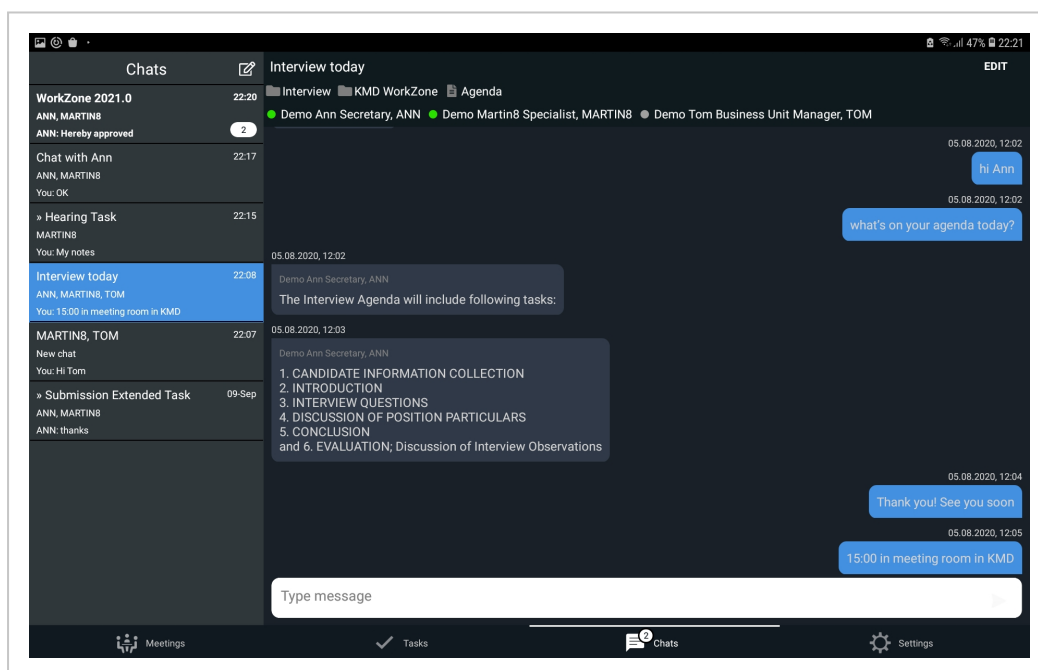 47% 22:21
Chats
WorkZone 2021.0 22:20
ANN, MARTIN8
ANN: Hereby approved 2
Chat with Ann 22:17
ANN, MARTIN8
You: OK
» Hearing Task 22:15
MARTIN8
You: My notes
Interview today 22:08
ANN, MARTIN8, TOM
You: 15:00 in meeting room in KMD
MARTIN8, TOM 22:07
New chat
You: Hi Tom
» Submission Extended Task 09-Sep
ANN, MARTIN8
ANN: thanks
Interview today EDIT
Interview KMD WorkZone Agenda
Demo Ann Secretary, ANN Demo Martin8 Specialist, MARTIN8 Demo Tom Business Unit Manager, TOM
05.08.2020, 12:02
hi Ann
05.08.2020, 12:02
what's on your agenda today?
05.08.2020, 12:02
Demo Ann Secretary, ANN
The Interview Agenda will include following tasks:
05.08.2020, 12:03
Demo Ann Secretary, ANN
1. CANDIDATE INFORMATION COLLECTION
2. INTRODUCTION
3. INTERVIEW QUESTIONS
4. DISCUSSION OF POSITION PARTICULARS
5. CONCLUSION
and 6. EVALUATION; Discussion of Interview Observations
05.08.2020, 12:04
Thank you! See you soon
05.08.2020, 12:05
15:00 in meeting room in KMD
Type message
Meetings Tasks 2 Chats Settings